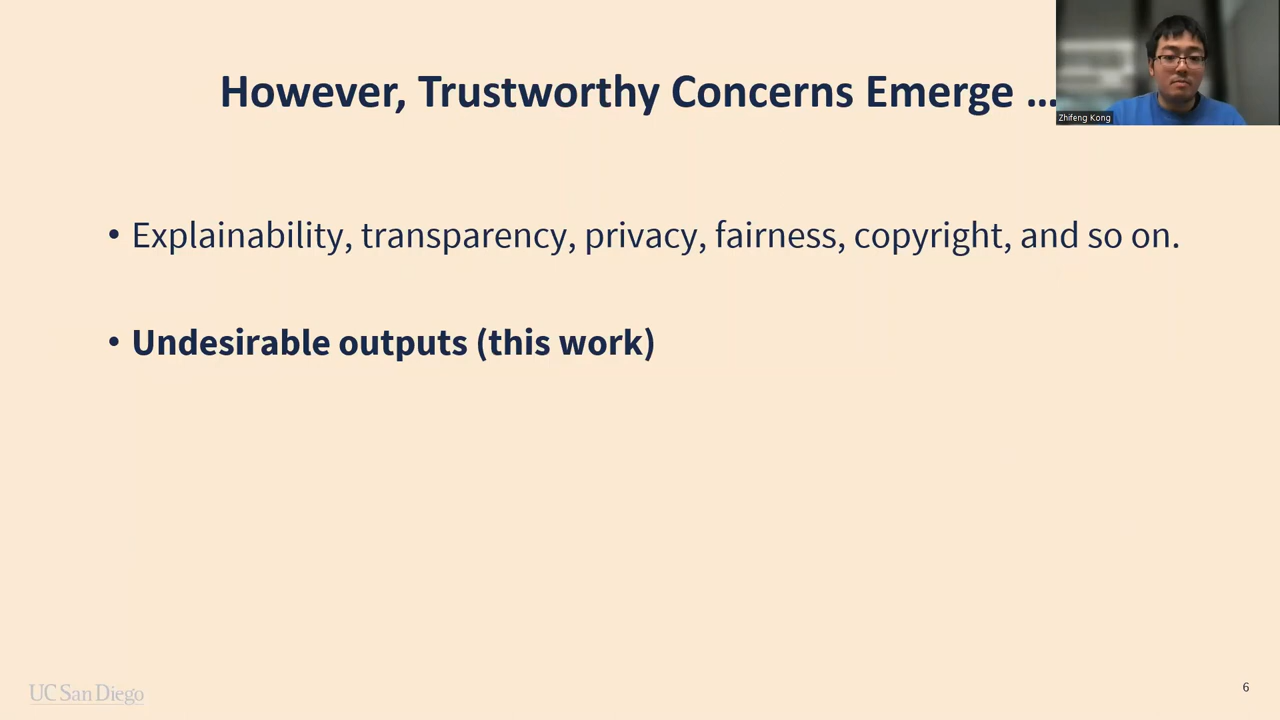 However, Trustworthy Concerns Emerge ...
Zhifeng Kong
• Explainability, transparency, privacy, fairness, copyright, and so on.
• Undesirable outputs (this work)
UC San Diego
6